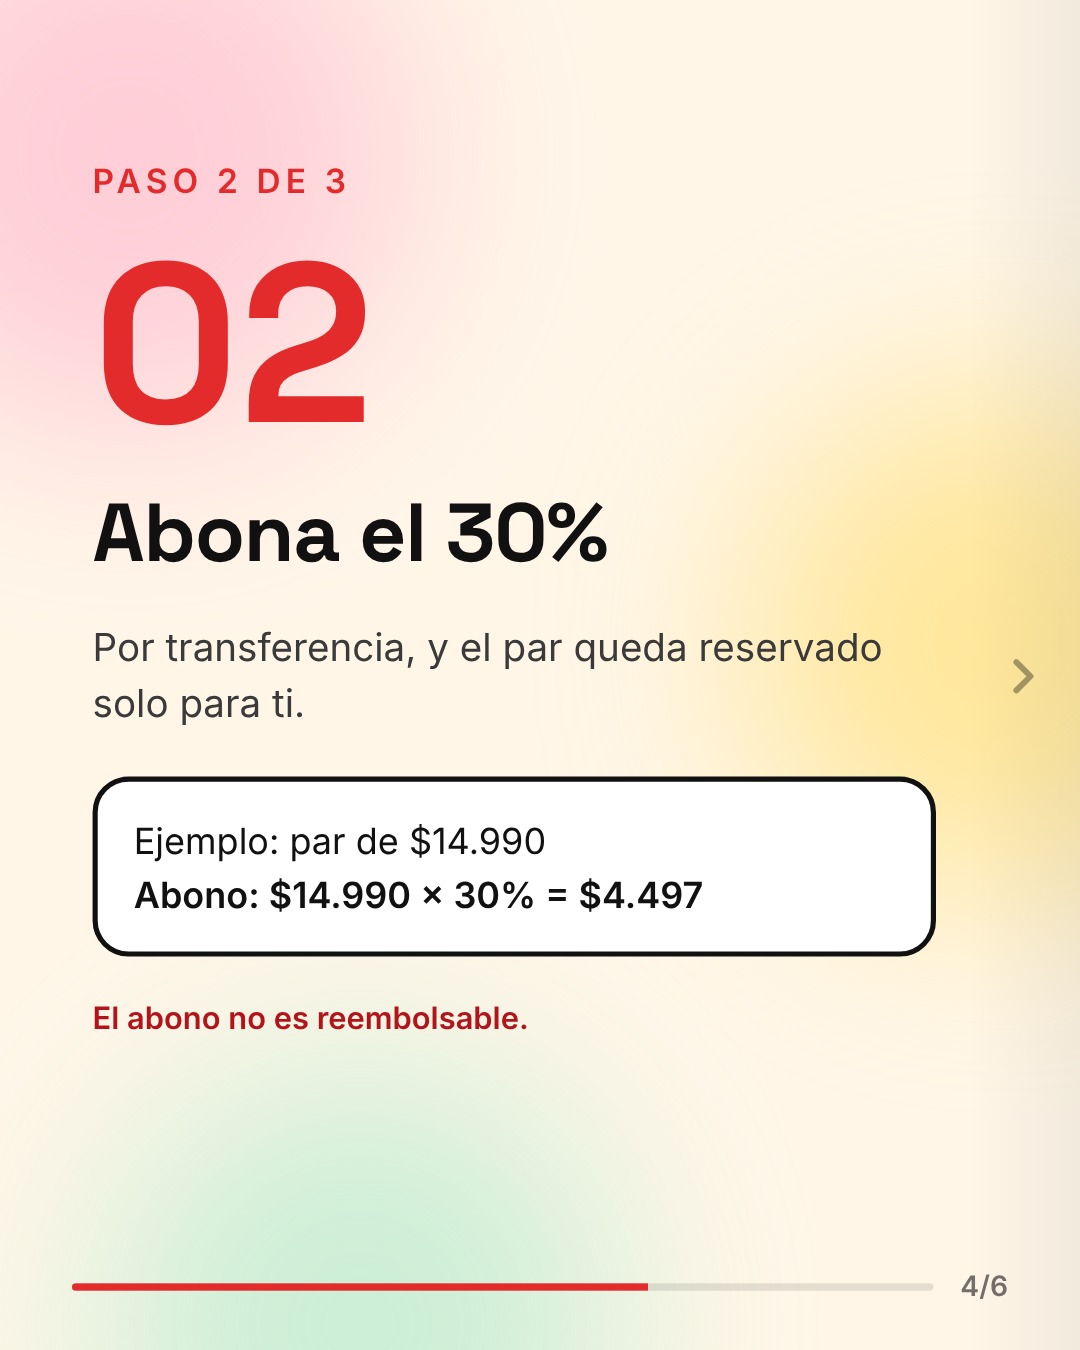 PASO 2 DE 3
02
Abona el 30%
Por transferencia, y el par queda reservado
solo para ti.
Ejemplo: par de $14.990
Abono: $14.990 × 30% = $4.497
El abono no es reembolsable.
4/6